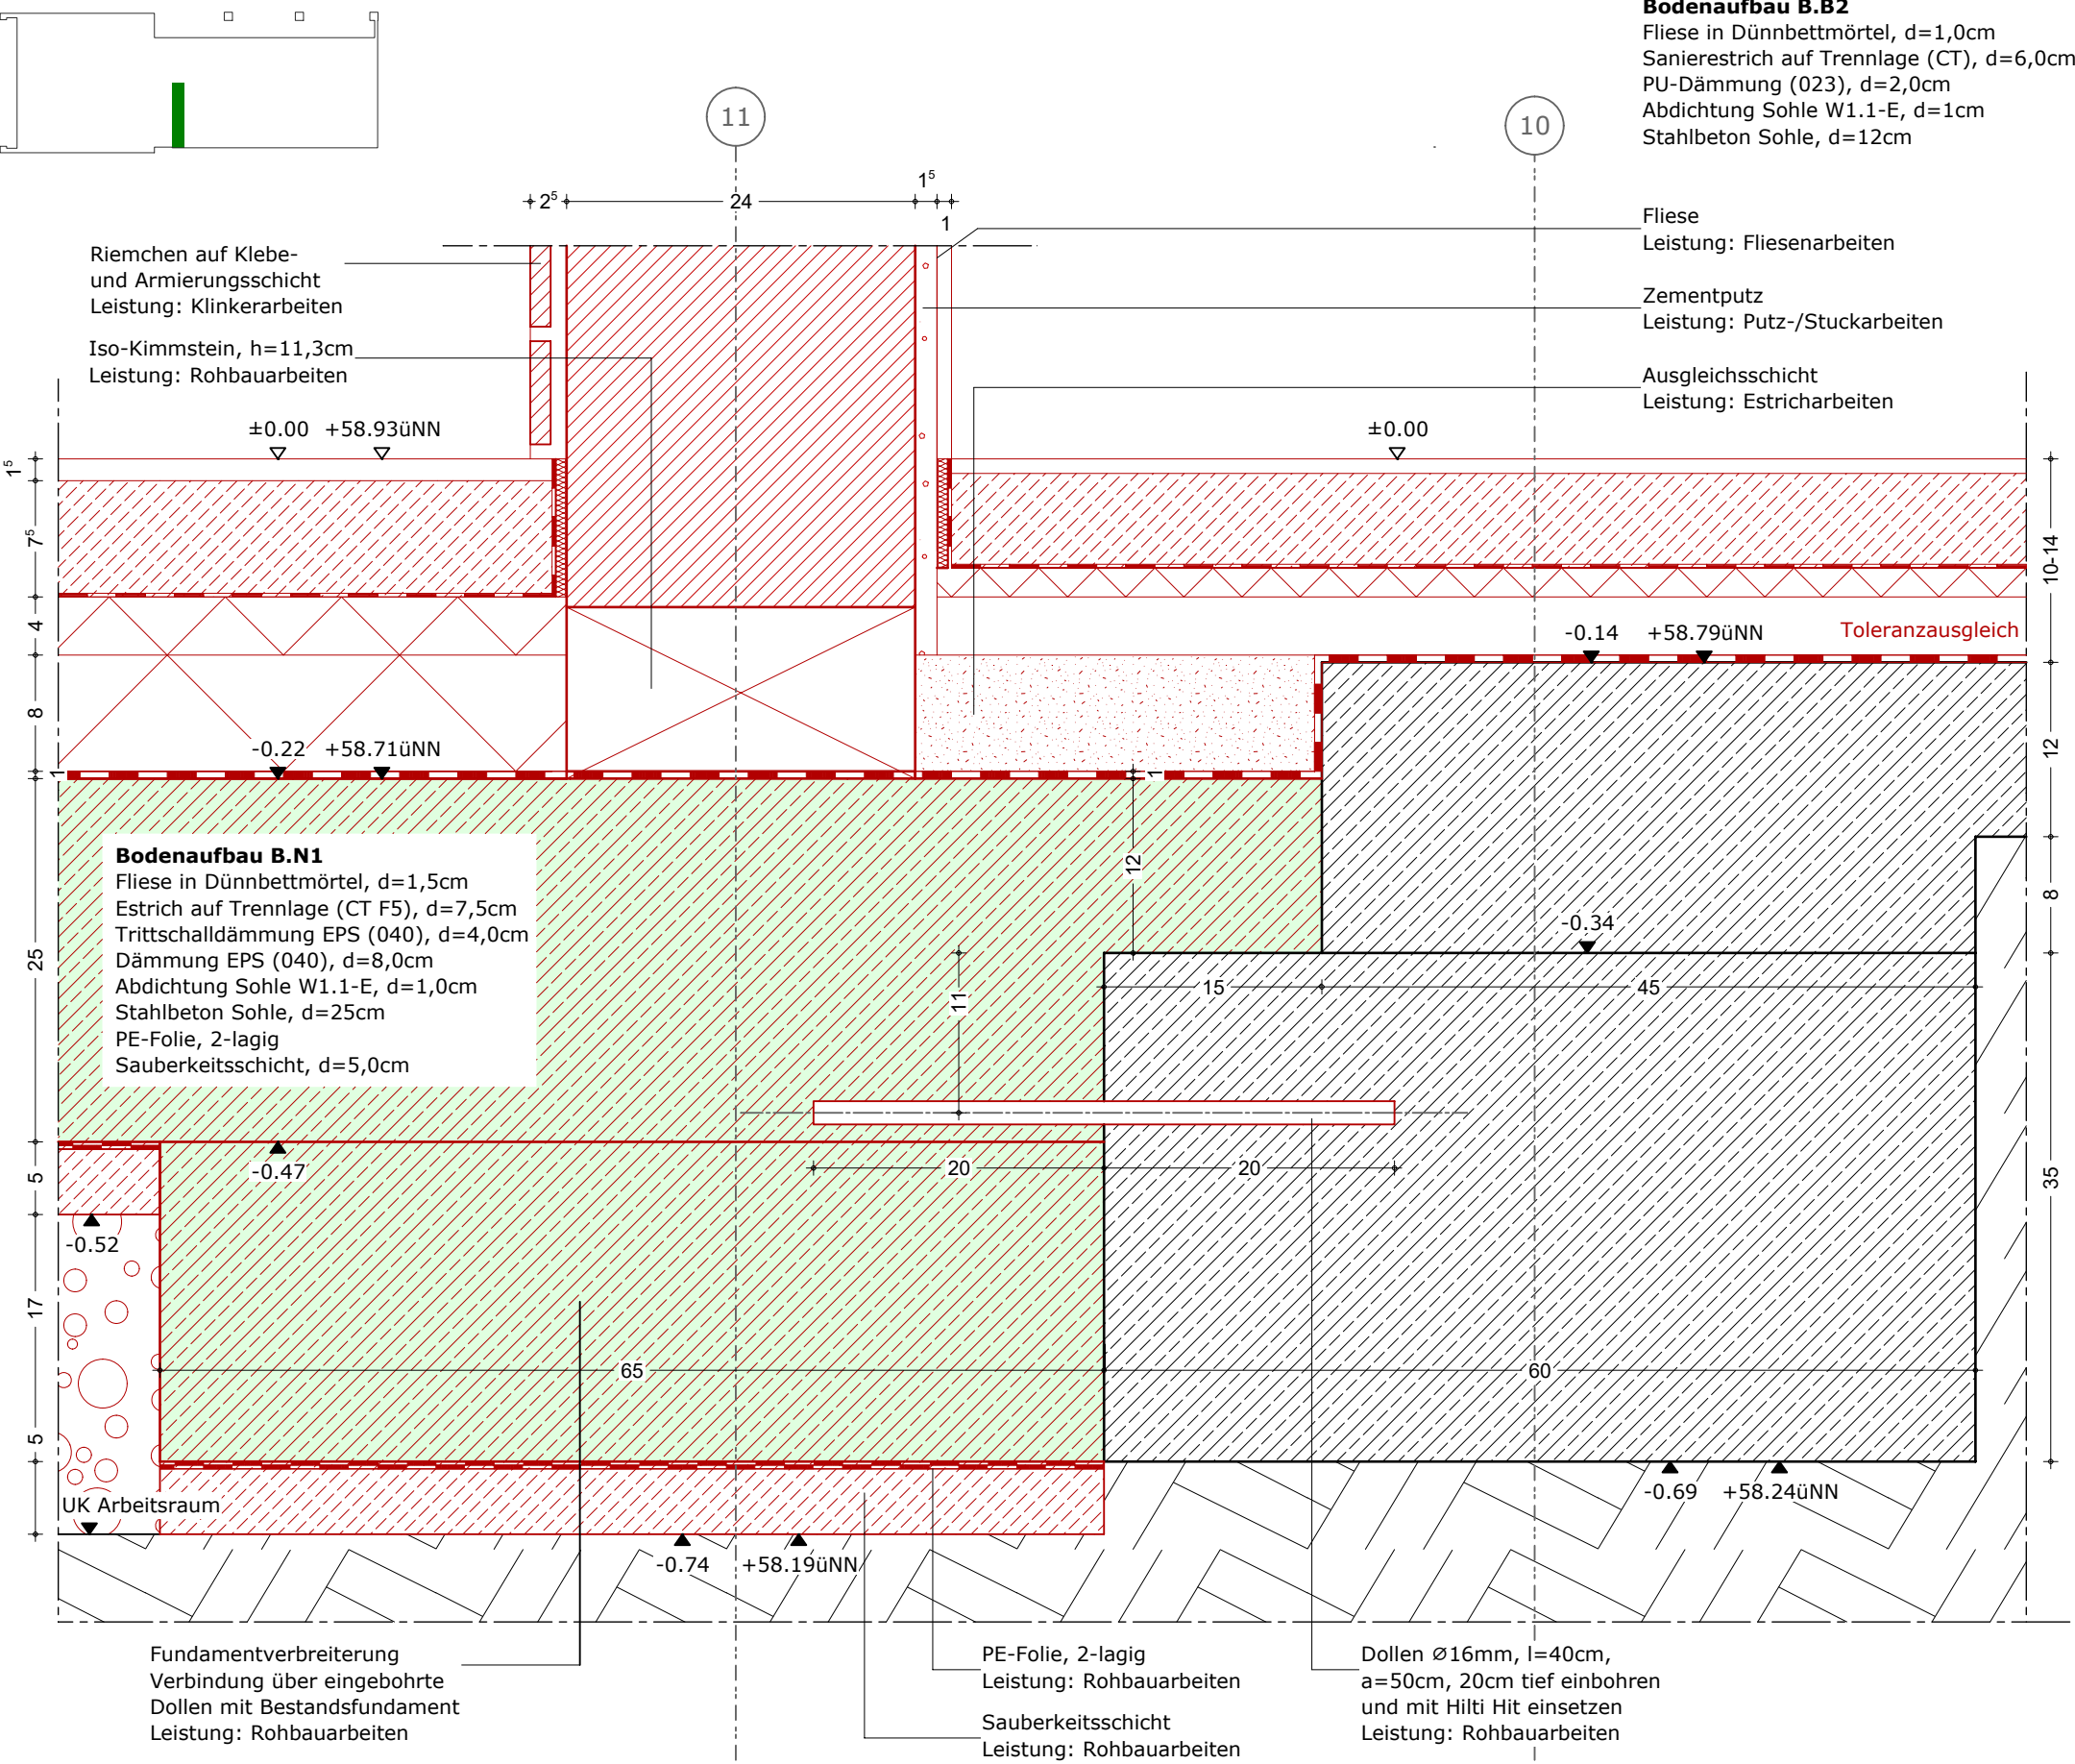 Bodenaufbau B.B2
Fliese in Dünnbettmörtel, d=1,0cm
Sanierestrich auf Trennlage (CT), d=6,0cm
PU-Dämmung (023), d=2,0cm
Abdichtung Sohle W1.1-E, d=1cm
Stahlbeton Sohle, d=12cm
11
10
2⁵
24
1⁵
1
Riemchen auf Klebe-
und Armierungsschicht
Leistung: Klinkerarbeiten
Iso-Kimmstein, h=11,3cm
Leistung: Rohbauarbeiten
Fliese
Leistung: Fliesenarbeiten
Zementputz
Leistung: Putz-/Stuckarbeiten
Ausgleichsschicht
Leistung: Estricharbeiten
±0.00 +58.93üNN
±0.00
1⁵
7⁵
4
8
1
25
5
17
5
10-14
12
8
35
-0.14 +58.79üNN
Toleranzausgleich
-0.22 +58.71üNN
1
12
Bodenaufbau B.N1
Fliese in Dünnbettmörtel, d=1,5cm
Estrich auf Trennlage (CT F5), d=7,5cm
Trittschalldämmung EPS (040), d=4,0cm
Dämmung EPS (040), d=8,0cm
Abdichtung Sohle W1.1-E, d=1,0cm
Stahlbeton Sohle, d=25cm
PE-Folie, 2-lagig
Sauberkeitsschicht, d=5,0cm
-0.34
11
15
45
-0.47
20
20
-0.52
65
60
UK Arbeitsraum
-0.69 +58.24üNN
-0.74 +58.19üNN
Fundamentverbreiterung
Verbindung über eingebohrte
Dollen mit Bestandsfundament
Leistung: Rohbauarbeiten
PE-Folie, 2-lagig
Leistung: Rohbauarbeiten
Sauberkeitsschicht
Leistung: Rohbauarbeiten
Dollen ∅16mm, l=40cm,
a=50cm, 20cm tief einbohren
und mit Hilti Hit einsetzen
Leistung: Rohbauarbeiten